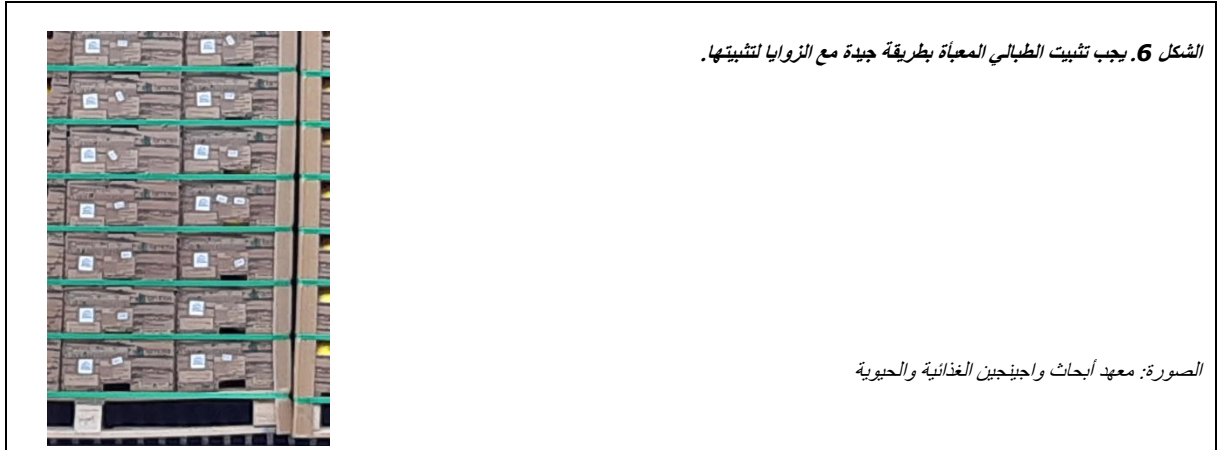 الشكل 6. يجب تثبيت الطبالي المعبأة بطريقة جيدة مع الزوايا لتثبيتها.
الصورة: معهد أبحاث واجينجين الغذائية والحيوية